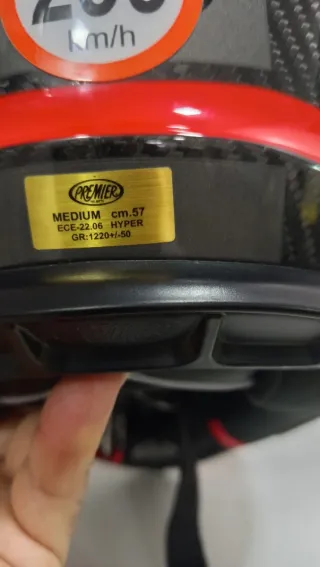 km/h
PREMIER
MEDIUM cm.57
ECE-22.06 HYPER
GR:1220+/-50